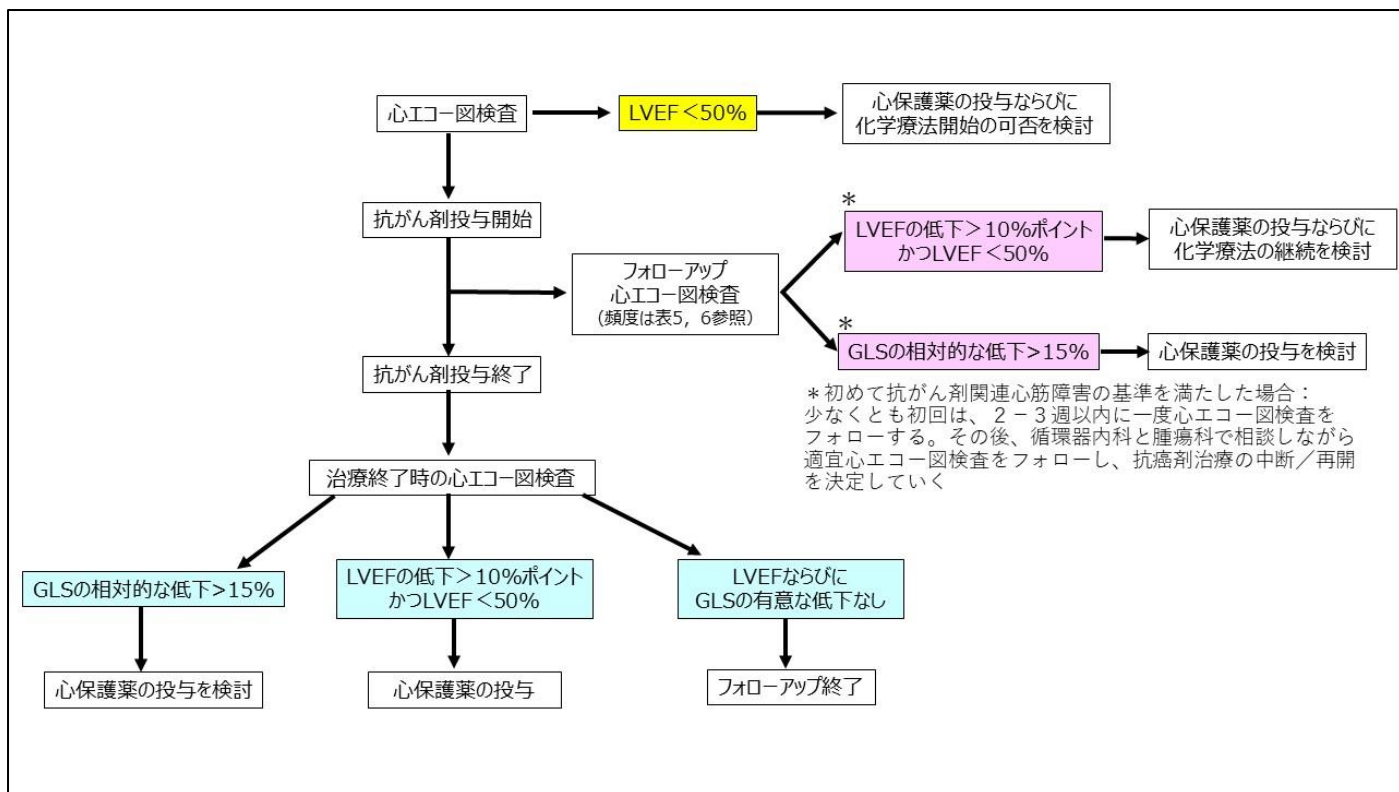 心エコー図検査
LVEF<50%
心保護薬の投与ならびに
化学療法開始の可否を検討
抗がん剤投与開始
フォローアップ
心エコー図検査
（頻度は表5，6参照）
*
LVEFの低下＞10%ポイント
かつLVEF＜50%
心保護薬の投与ならびに
化学療法の継続を検討
*
GLSの相対的な低下>15%
心保護薬の投与を検討
抗がん剤投与終了
＊初めて抗がん剤関連心筋障害の基準を満たした場合：
少なくとも初回は、２－３週以内に一度心エコー図検査を
フォローする。その後、循環器内科と腫瘍科で相談しながら
適宜心エコー図検査をフォローし、抗癌剤治療の中断／再開
を決定していく
治療終了時の心エコー図検査
GLSの相対的な低下>15%
LVEFの低下＞10%ポイント
かつLVEF＜50%
LVEFならびに
GLSの有意な低下なし
心保護薬の投与を検討
心保護薬の投与
フォローアップ終了